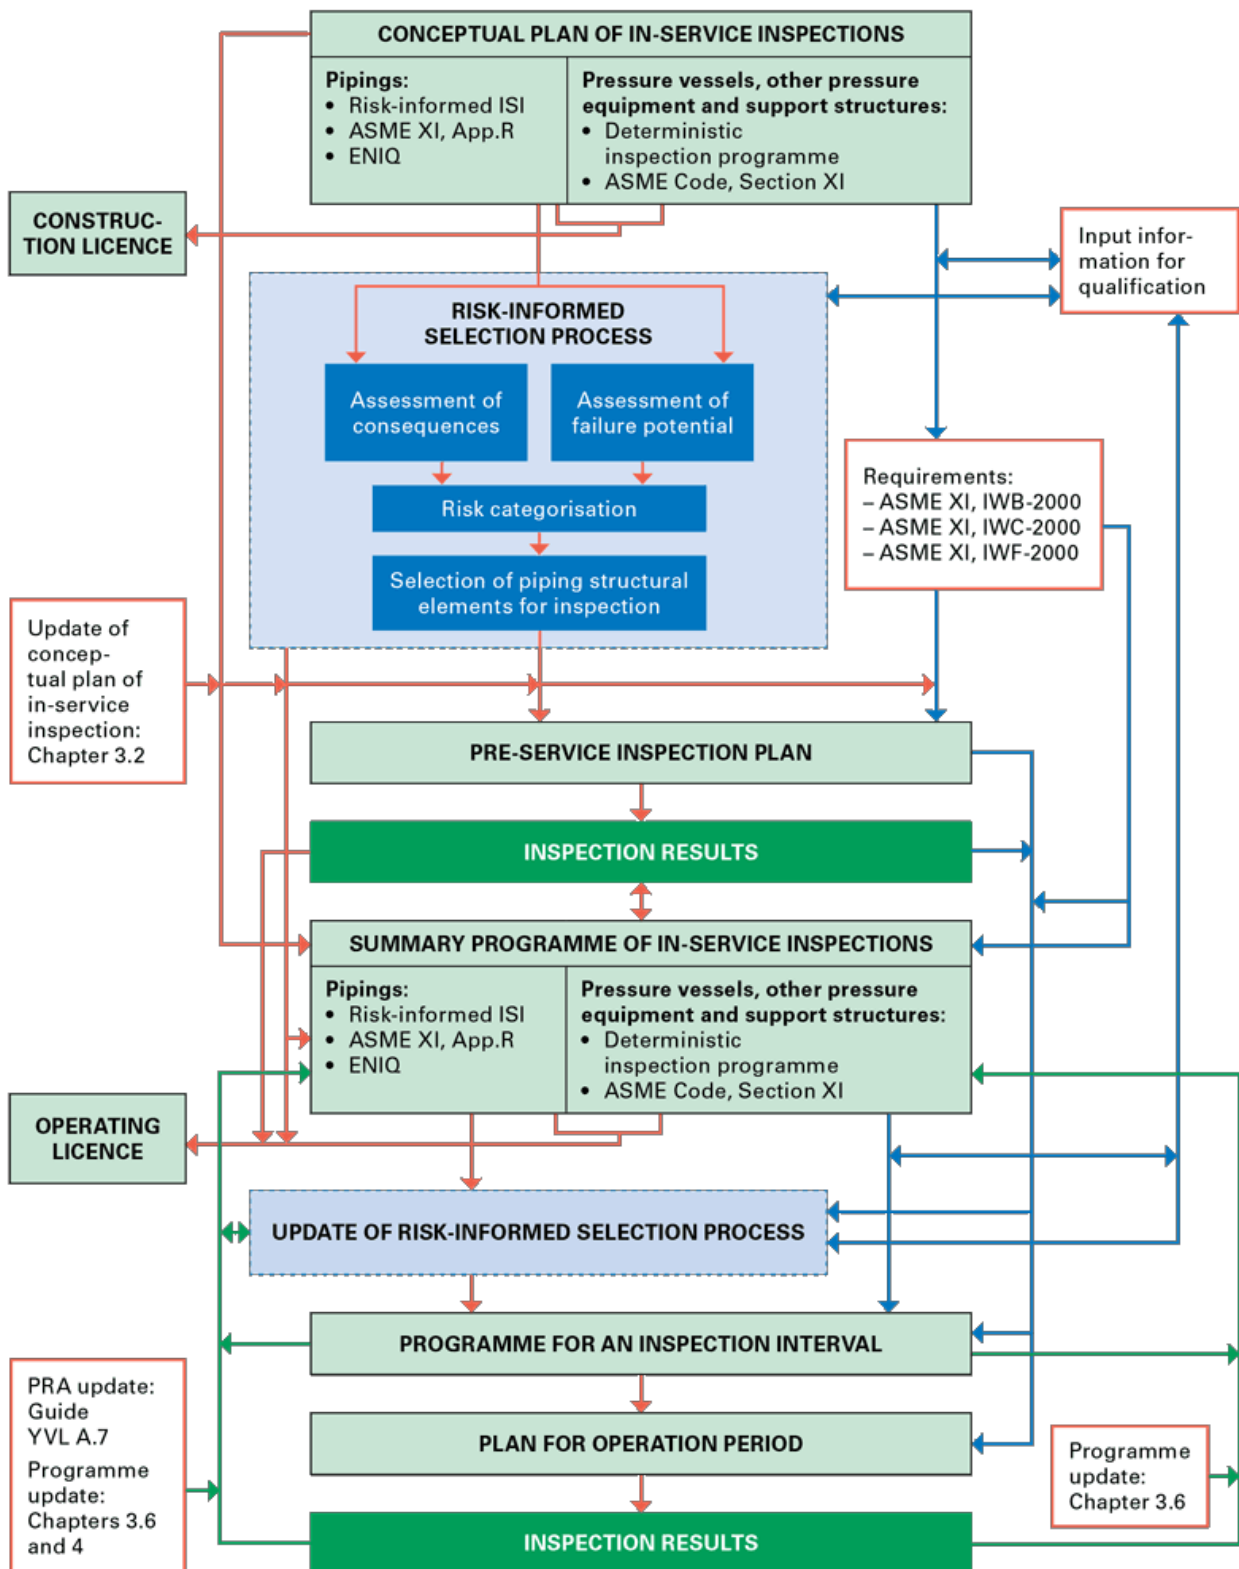 CONCEPTUAL PLAN OF IN-SERVICE INSPECTIONS
Pipings:
• Risk-informed ISI
• ASME XI, App.R
• ENIQ
Pressure vessels, other pressure
equipment and support structures:
• Deterministic
inspection programme
• ASME Code, Section XI
CONSTRUC-
TION LICENCE
Input infor-
mation for
qualification
RISK-INFORMED
SELECTION PROCESS
Assessment of
consequences
Assessment of
failure potential
Risk categorisation
Selection of piping structural
elements for inspection
Requirements:
– ASME XI, IWB-2000
– ASME XI, IWC-2000
– ASME XI, IWF-2000
Update of
concep-
tual plan of
in-service
inspection:
Chapter 3.2
PRE-SERVICE INSPECTION PLAN
INSPECTION RESULTS
SUMMARY PROGRAMME OF IN-SERVICE INSPECTIONS
Pipings:
• Risk-informed ISI
• ASME XI, App.R
• ENIQ
Pressure vessels, other pressure
equipment and support structures:
• Deterministic
inspection programme
• ASME Code, Section XI
OPERATING
LICENCE
UPDATE OF RISK-INFORMED SELECTION PROCESS
PROGRAMME FOR AN INSPECTION INTERVAL
PRA update:
Guide
YVL A.7
Programme
update:
Chapters 3.6
and 4
PLAN FOR OPERATION PERIOD
Programme
update:
Chapter 3.6
INSPECTION RESULTS